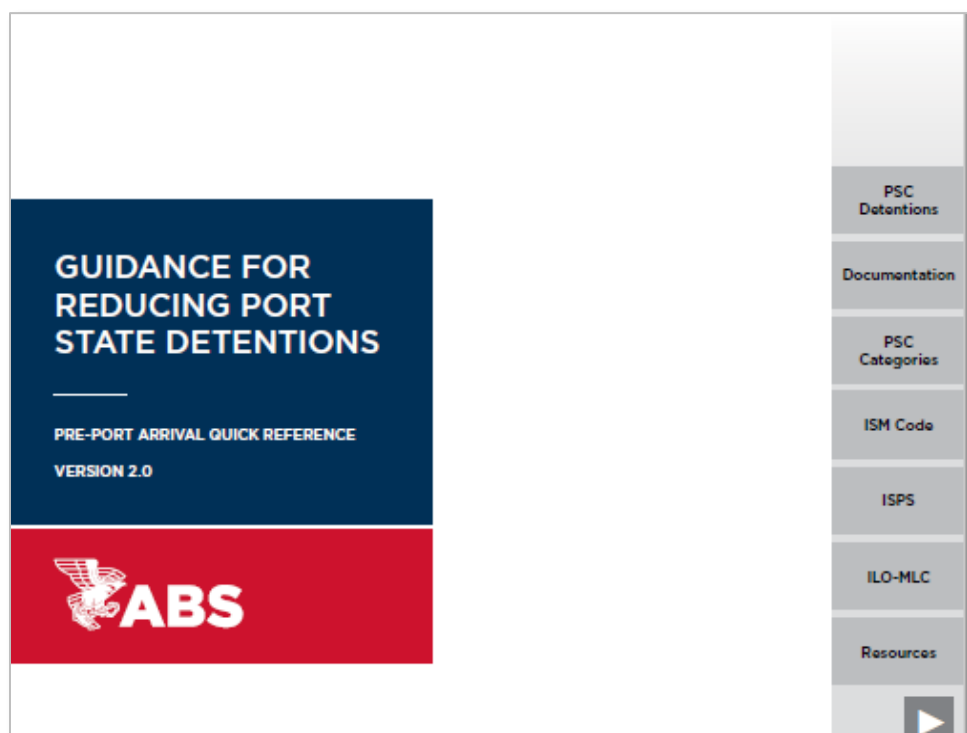 GUIDANCE FOR
REDUCING PORT
STATE DETENTIONS
PRE-PORT ARRIVAL QUICK REFERENCE
VERSION 2.0
ABS
PSC
Detentions
Documentation
PSC
Categories
ISM Code
ISPS
ILO-MLC
Resources